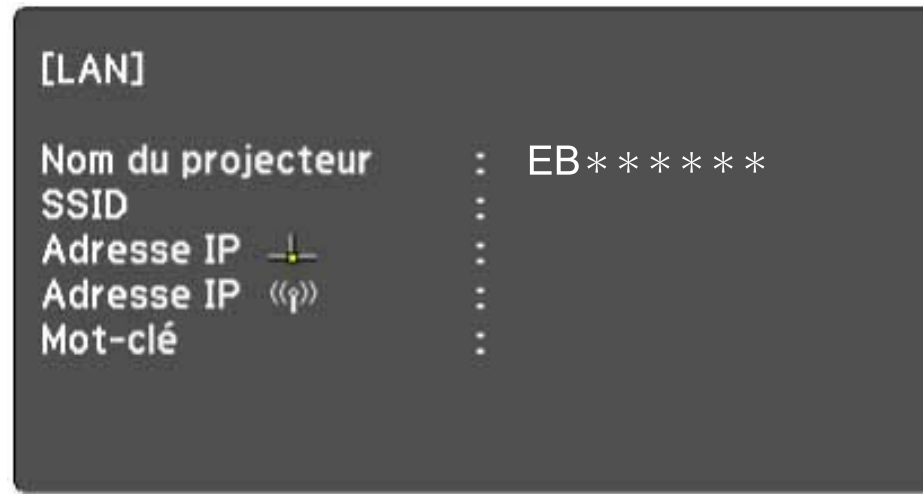 [LAN]
Nom du projecteur : EB******
SSID :
Adresse IP :
Adresse IP :
Mot-clé :